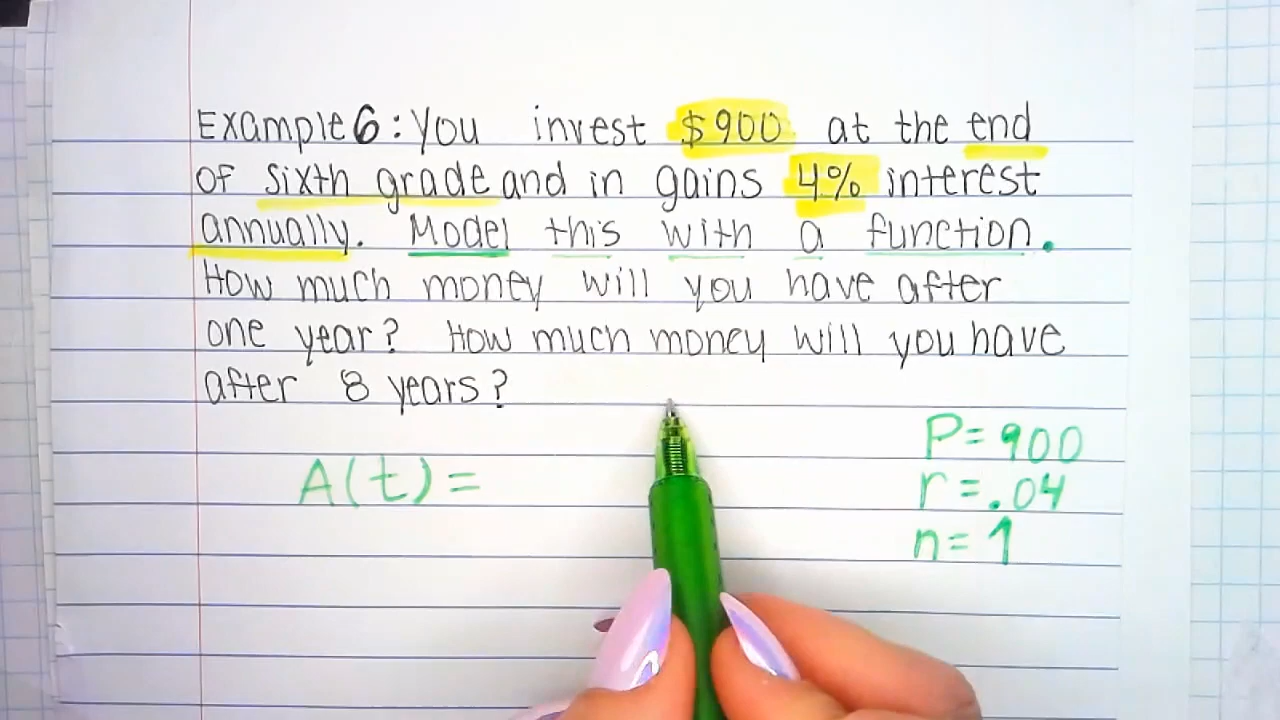 Example 6: You invest $900 at the end
of sixth grade and in gains 4% interest
annually. Model this with a function.
How much money will you have after
one year? How much money will you have
after 8 years?
A(t) =
P = 900
r = .04
n = 1